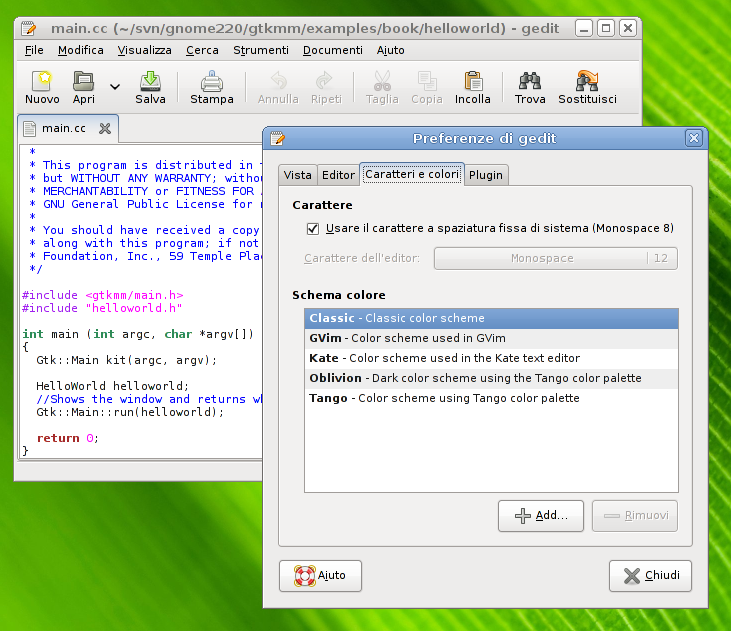 main.cc (~/svn/gnome220/gtkmm/examples/book/helloworld) - gedit
File Modifica Visualizza Cerca Strumenti Documenti Aiuto
Nuovo Apri Salva Stampa Annulla Ripeti Taglia Copia Incolla Trova Sostituisci
main.cc
*
* This program is distributed in
* but WITHOUT ANY WARRANTY;
* MERCHANTABILITY or FITNESS FOR
* GNU General Public License for
*
* You should have received a copy
* along with this program; if not
* Foundation, Inc., 59 Temple
*/
#include <gtkmm/main.h>
#include "helloworld.h"
int main (int argc, char *argv[])
{
Gtk::Main kit(argc, argv);
HelloWorld helloworld;
//Shows the window and returns
Gtk::Main::run(helloworld);
return 0;
}
Preferenze di gedit
Vista Editor Caratteri e colori Plugin
Carattere
Usare il carattere a spaziatura fissa di sistema (Monospace 8)
Carattere dell'editor: Monospace 12
Schema colore
Classic - Classic color scheme
GVim - Color scheme used in GVim
Kate - Color scheme used in the Kate text editor
Oblivion - Dark color scheme using the Tango color palette
Tango - Color scheme using Tango color palette
Add... Rimuovi
Aiuto Chiudi